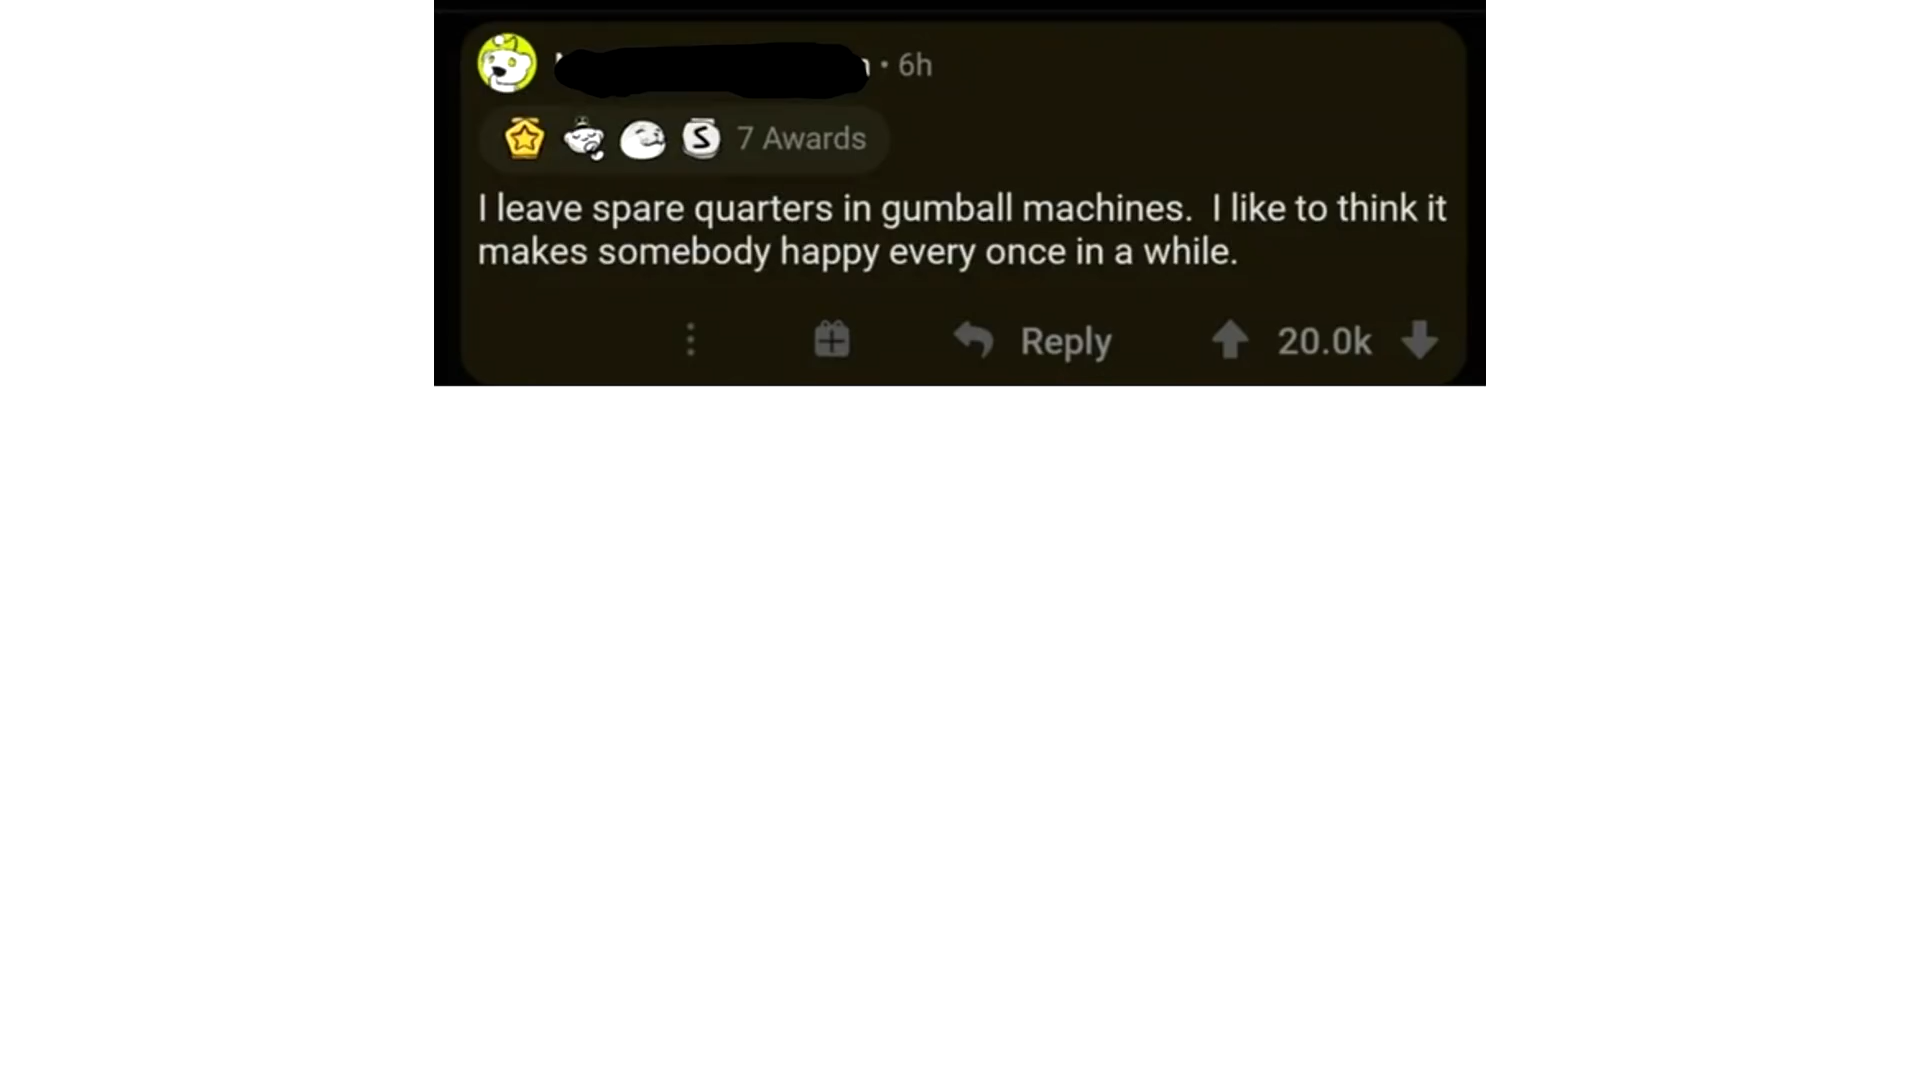 • 6h
S 7 Awards
I leave spare quarters in gumball machines.  I like to think it
makes somebody happy every once in a while.
Reply 20.0k